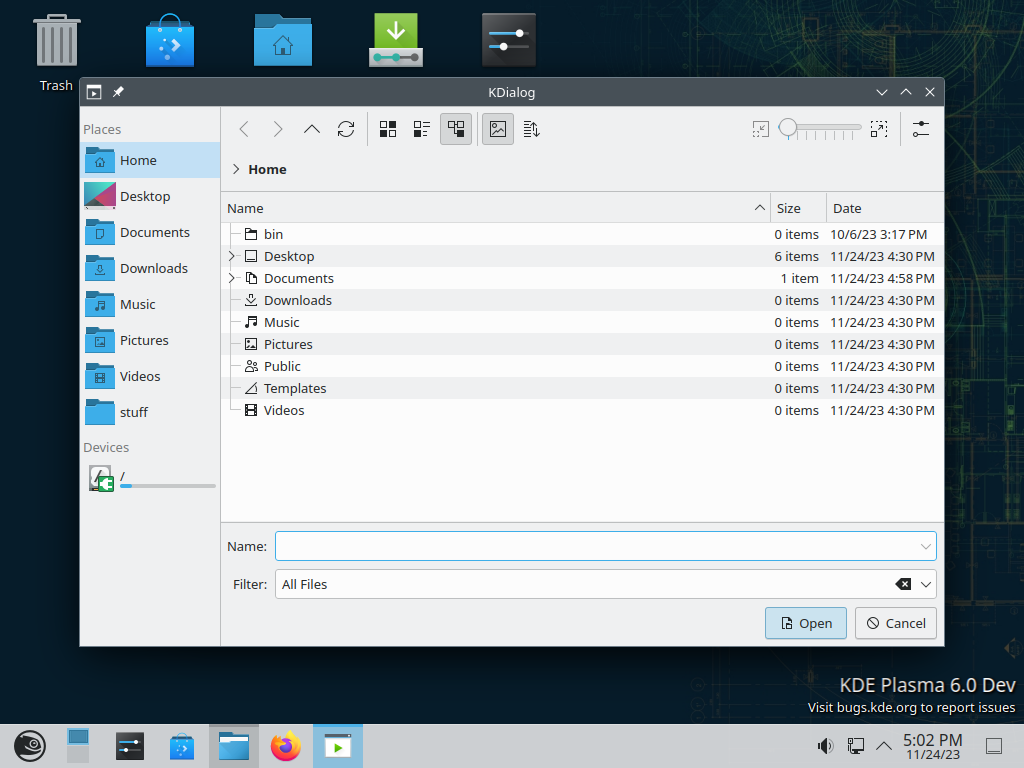 Trash
KDialog
Places
Home
Desktop
Documents
Downloads
Music
Pictures
Videos
stuff
Devices
/
Home
Name Size Date
bin 0 items 10/6/23 3:17 PM
Desktop 6 items 11/24/23 4:30 PM
Documents 1 item 11/24/23 4:58 PM
Downloads 0 items 11/24/23 4:30 PM
Music 0 items 11/24/23 4:30 PM
Pictures 0 items 11/24/23 4:30 PM
Public 0 items 11/24/23 4:30 PM
Templates 0 items 11/24/23 4:30 PM
Videos 0 items 11/24/23 4:30 PM
Name:
Filter: All Files
Open Cancel
KDE Plasma 6.0 Dev
Visit bugs.kde.org to report issues
5:02 PM
11/24/23